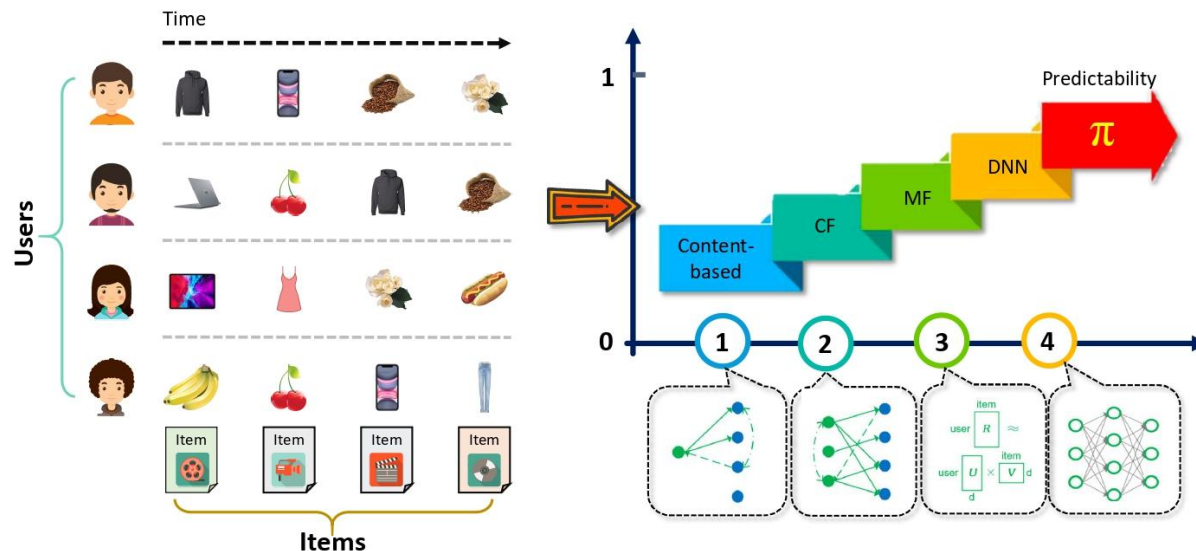 Time
Users
Item
Item
Item
Item
Items
1
0
Content-
based
CF
MF
DNN
Predictability
π
1
2
3
4
item
user R ≈
item
user U × V d
d